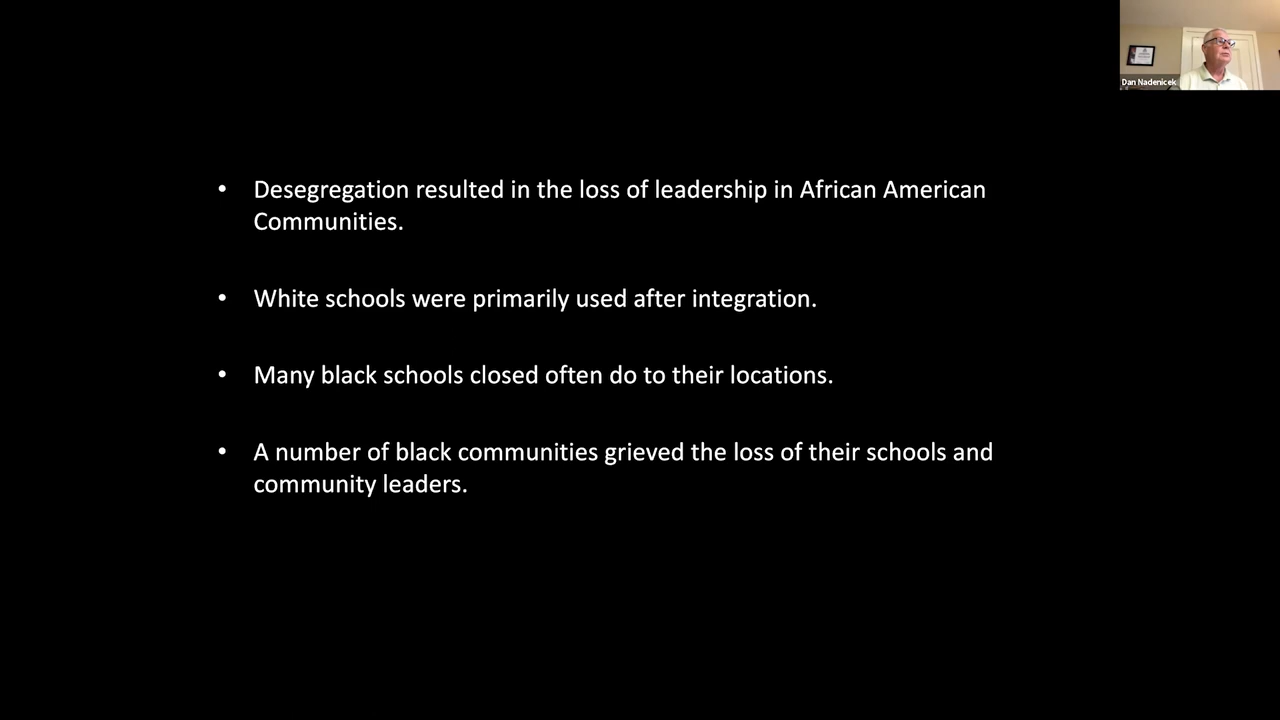 Dan Nadenicek
• Desegregation resulted in the loss of leadership in African American
Communities.
• White schools were primarily used after integration.
• Many black schools closed often do to their locations.
• A number of black communities grieved the loss of their schools and
community leaders.